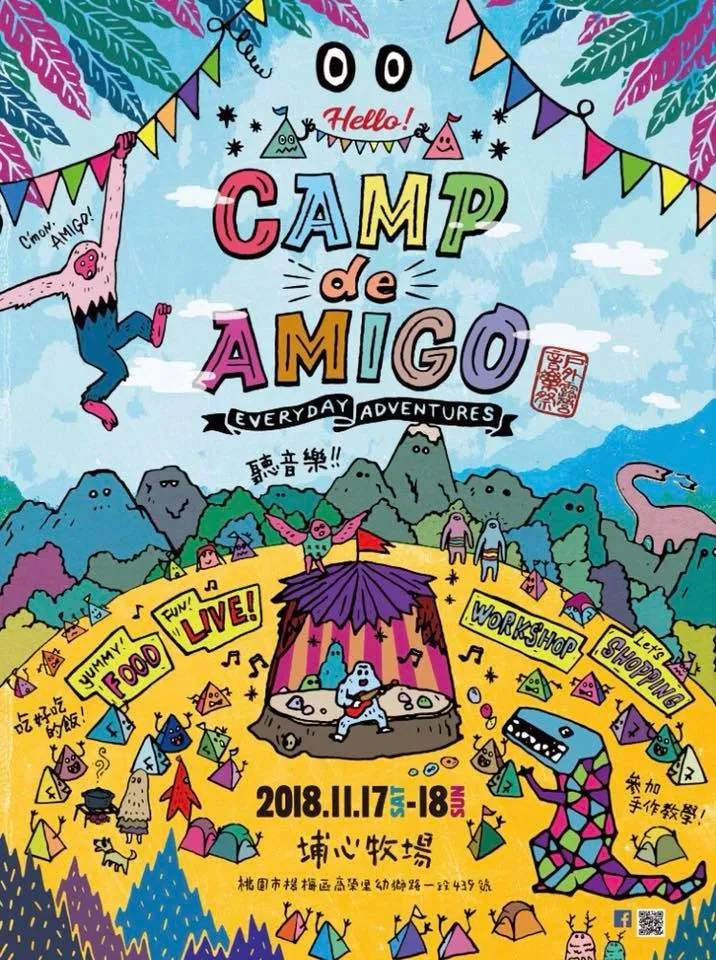 Hello!
C'MON, AMIGO!
CAMP
de
AMIGO
戶外露營
音樂祭
EVERYDAY ADVENTURES
聽音樂!!
YUMMY! FOOD
FUN! LIVE!
WORKSHOP
Let's SHOPPING
吃好吃
的飯!
參加
手作教學!
2018.11.17 SAT-18 SUN
埔心牧場
桃園市楊梅區高榮里幼獅路一段439號
f